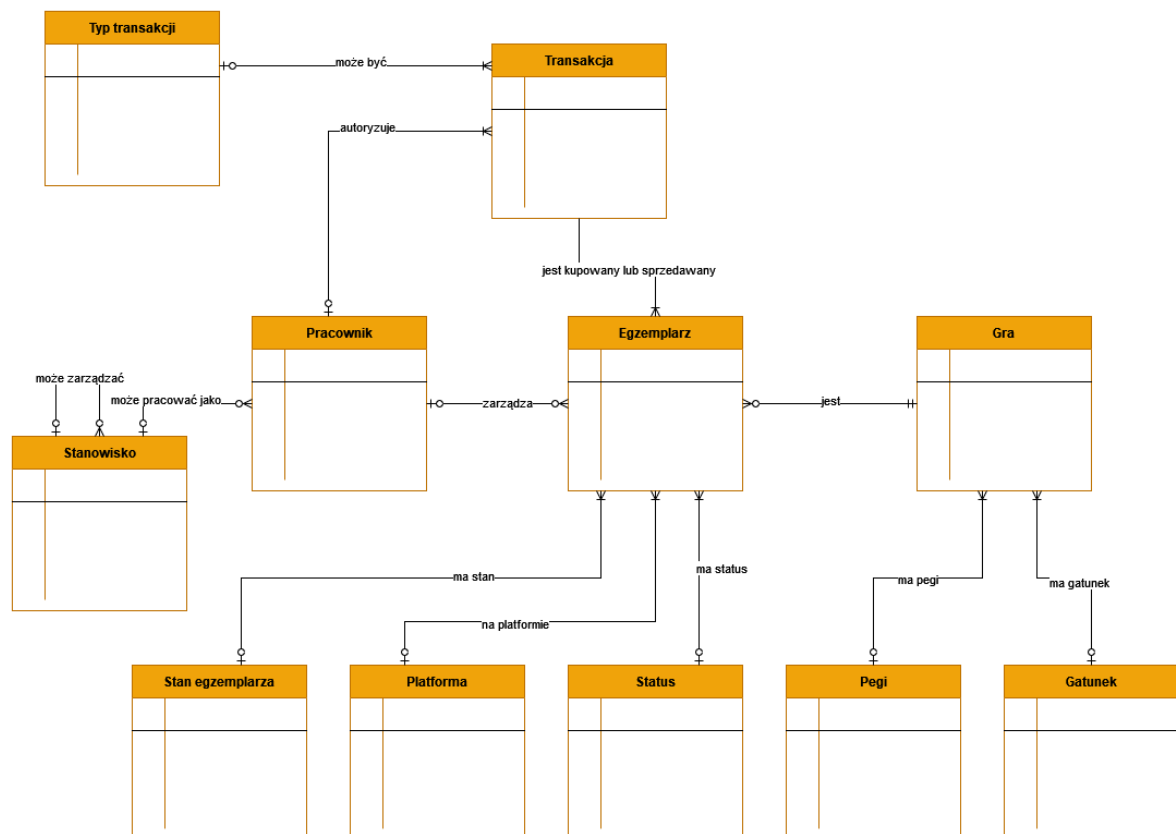 Typ transakcji
może być
Transakcja
autoryzuje
jest kupowany lub sprzedawany
Pracownik
Egzemplarz
Gra
może zarządzać
może pracować jako
zarządza
jest
Stanowisko
ma stan
ma status
ma pegi
ma gatunek
na platformie
Stan egzemplarza
Platforma
Status
Pegi
Gatunek